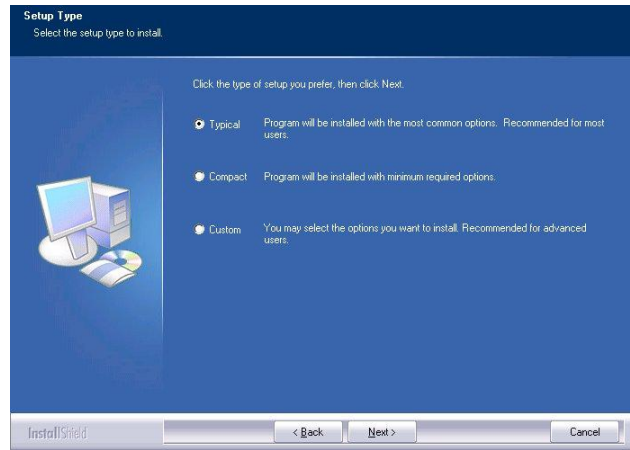 Setup Type
Select the setup type to install.
Click the type of setup you prefer, then click Next.
Typical Program will be installed with the most common options. Recommended for most
users.
Compact Program will be installed with minimum required options.
Custom You may select the options you want to install. Recommended for advanced
users.
InstallShield
< Back Next > Cancel